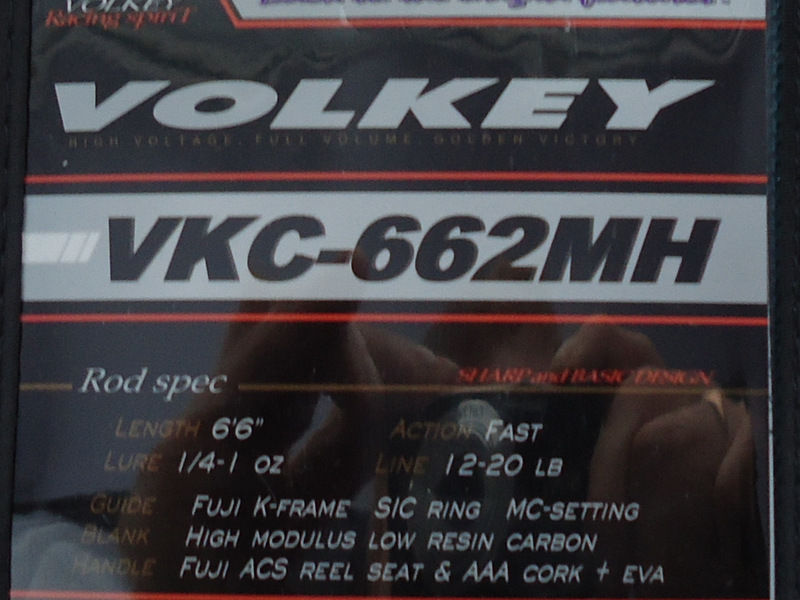 VOLKEY
Racing spirit
VOLKEY
HIGH VOLTAGE, FULL VOLUME, GOLDEN VICTORY
VKC-662MH
Rod spec SHARP and BASIC DESIGN
LENGTH 6'6" ACTION FAST
LURE 1/4-1 OZ LINE 12-20 LB
GUIDE FUJI K-FRAME SIC RING MC-SETTING
BLANK HIGH MODULUS LOW RESIN CARBON
HANDLE FUJI ACS REEL SEAT & AAA CORK + EVA